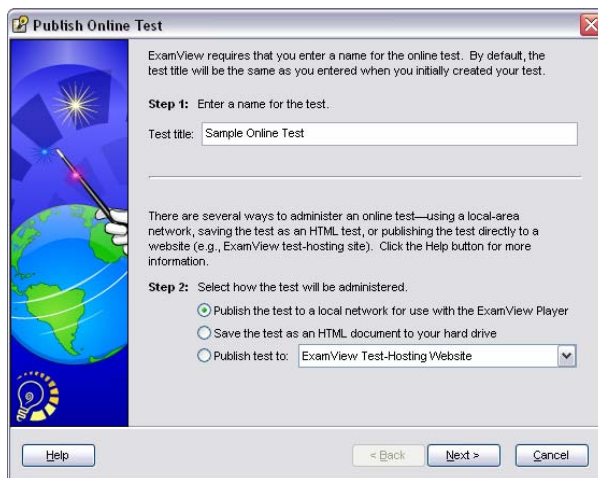 Publish Online Test
ExamView requires that you enter a name for the online test. By default, the
test title will be the same as you entered when you initially created your test.
Step 1: Enter a name for the test.
Test title: Sample Online Test
There are several ways to administer an online test—using a local-area
network, saving the test as an HTML test, or publishing the test directly to a
website (e.g., ExamView test-hosting site). Click the Help button for more
information.
Step 2: Select how the test will be administered.
Publish the test to a local network for use with the ExamView Player
Save the test as an HTML document to your hard drive
Publish test to: ExamView Test-Hosting Website
Help < Back Next > Cancel